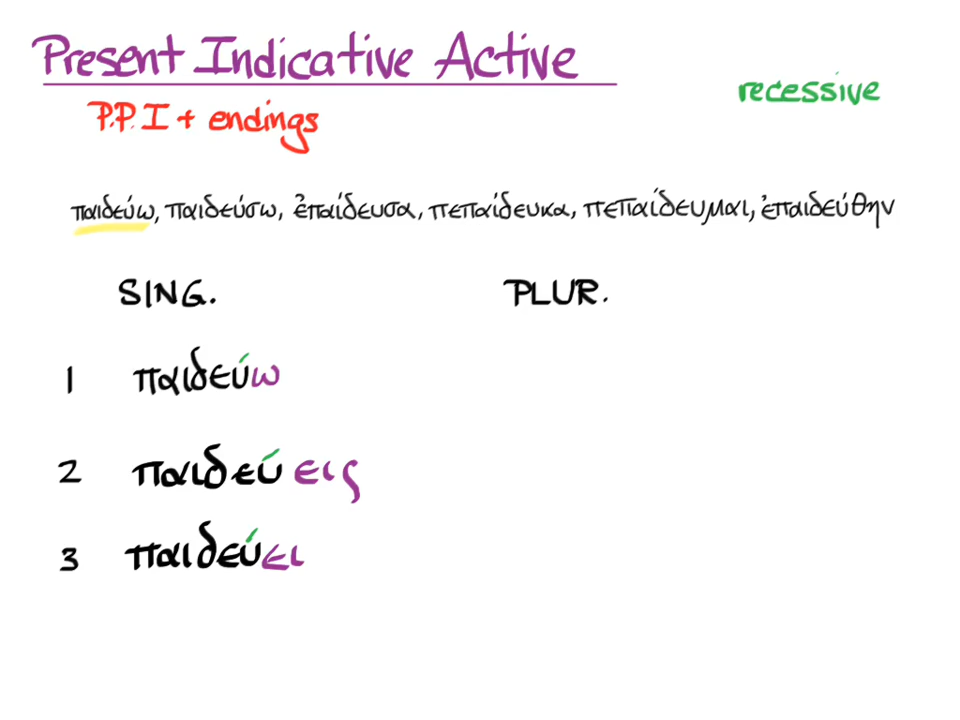 Present Indicative Active
recessive
P.P. I + endings
παιδεύω, παιδεύσω, ἐπαίδευσα, πεπαίδευκα, πεπαίδευμαι, ἐπαιδεύθην
SING. PLUR.
1 παιδεύω
2 παιδεύεις
3 παιδεύει